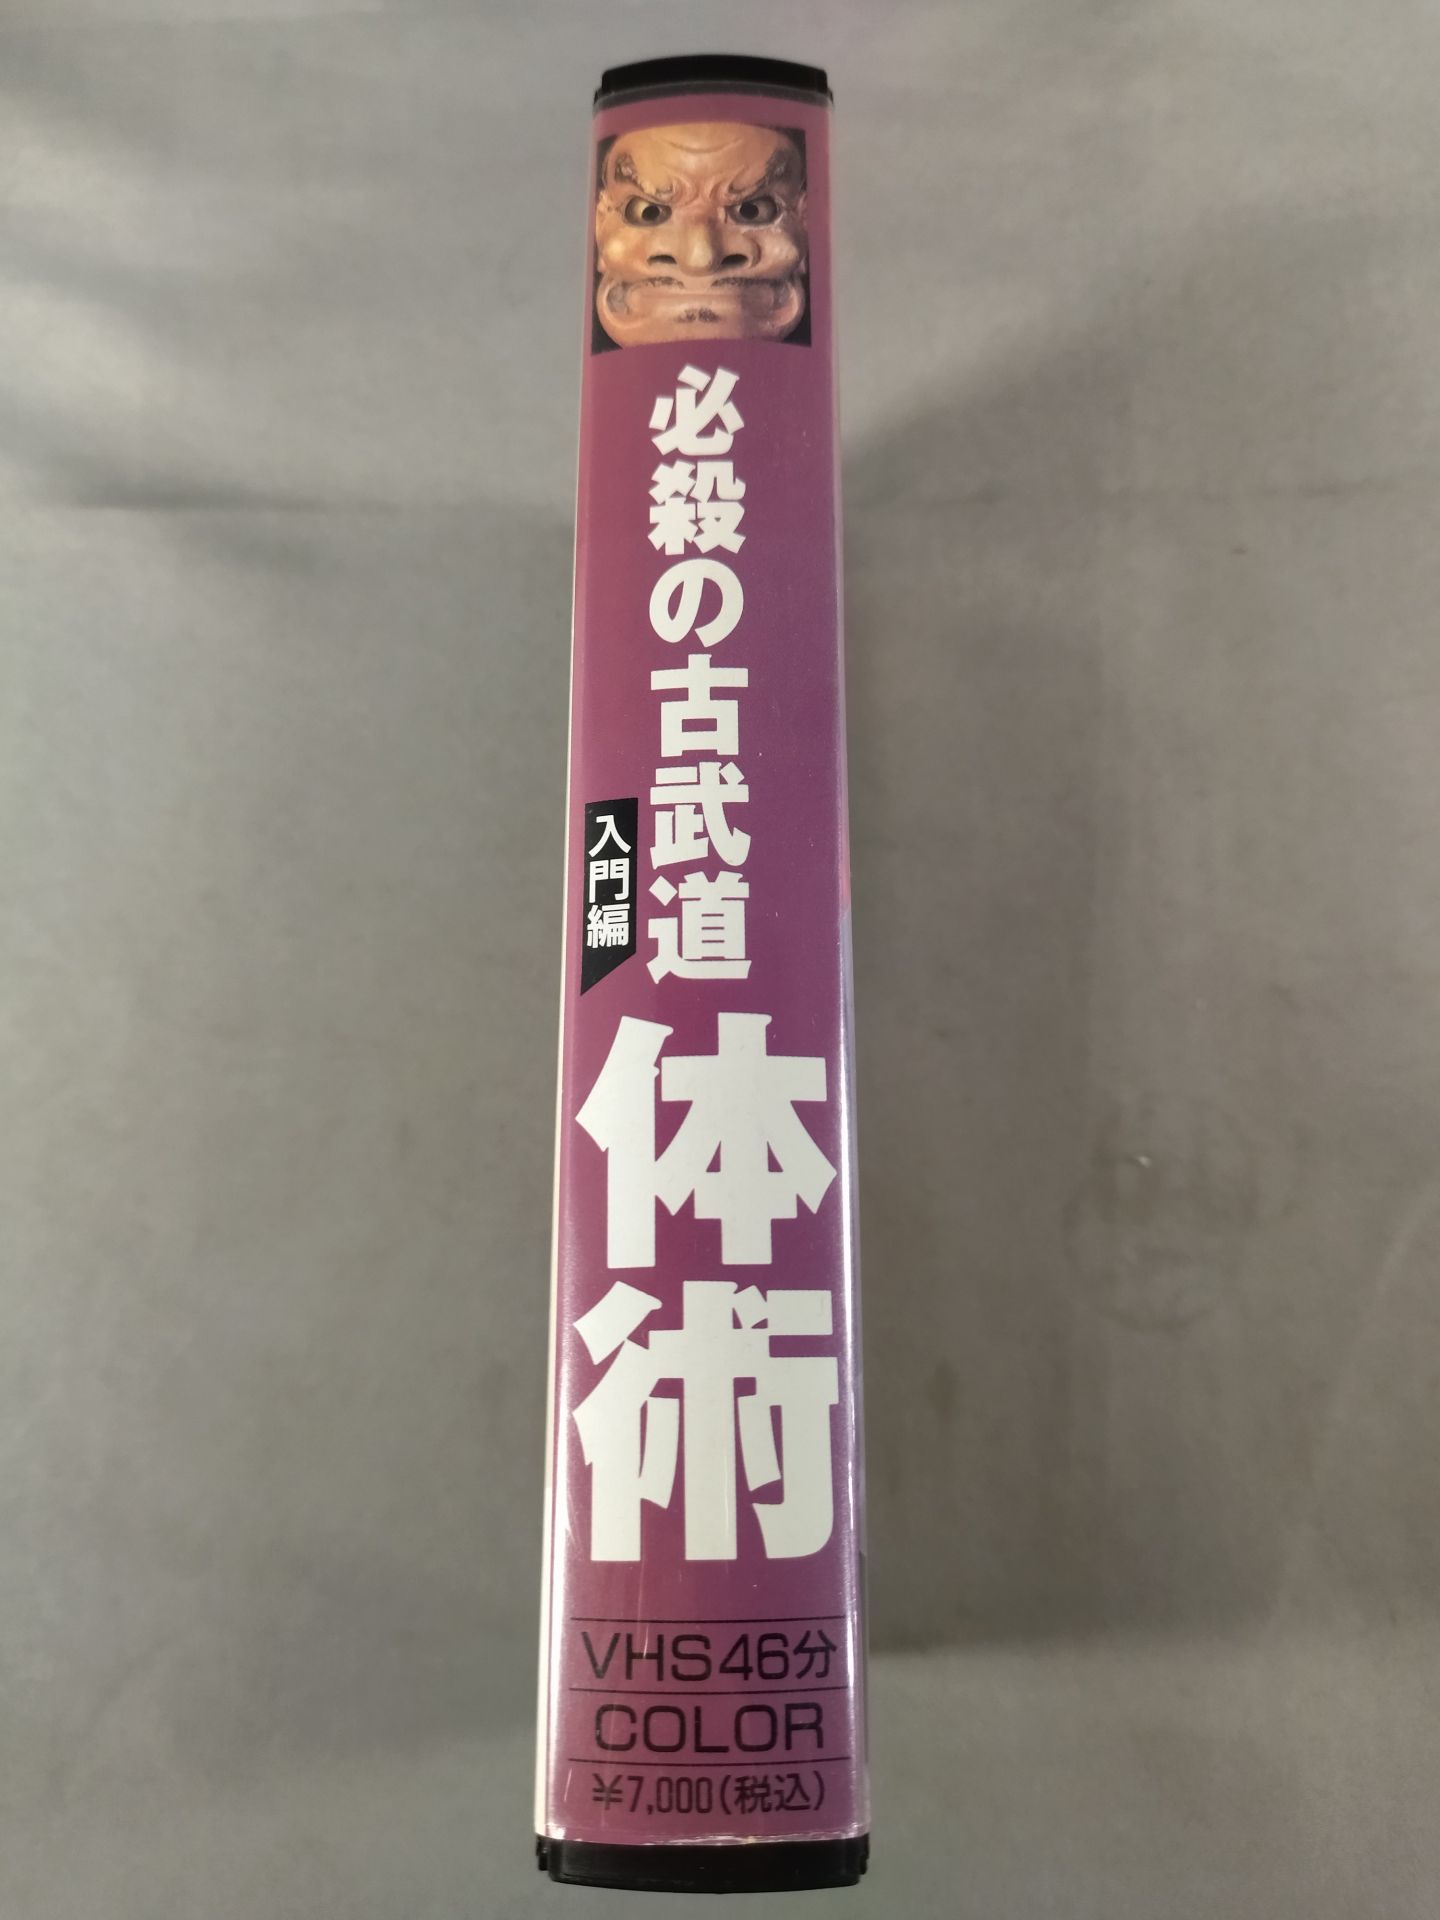 必殺の古武道
入門編
体術
VHS46分
COLOR
¥7,000(税込)